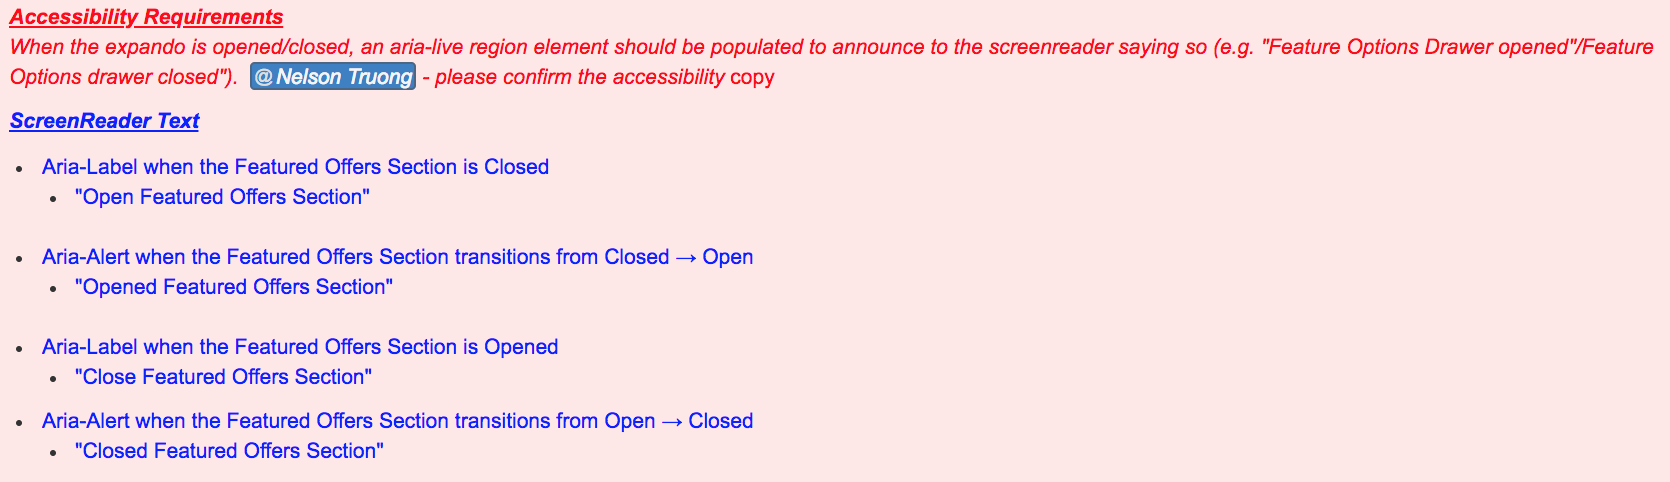 Accessibility Requirements
When the expando is opened/closed, an aria-live region element should be populated to announce to the screenreader saying so (e.g. "Feature Options Drawer opened"/Feature
Options drawer closed"). @Nelson Truong - please confirm the accessibility copy
ScreenReader Text
• Aria-Label when the Featured Offers Section is Closed
• "Open Featured Offers Section"
• Aria-Alert when the Featured Offers Section transitions from Closed → Open
• "Opened Featured Offers Section"
• Aria-Label when the Featured Offers Section is Opened
• "Close Featured Offers Section"
• Aria-Alert when the Featured Offers Section transitions from Open → Closed
• "Closed Featured Offers Section"